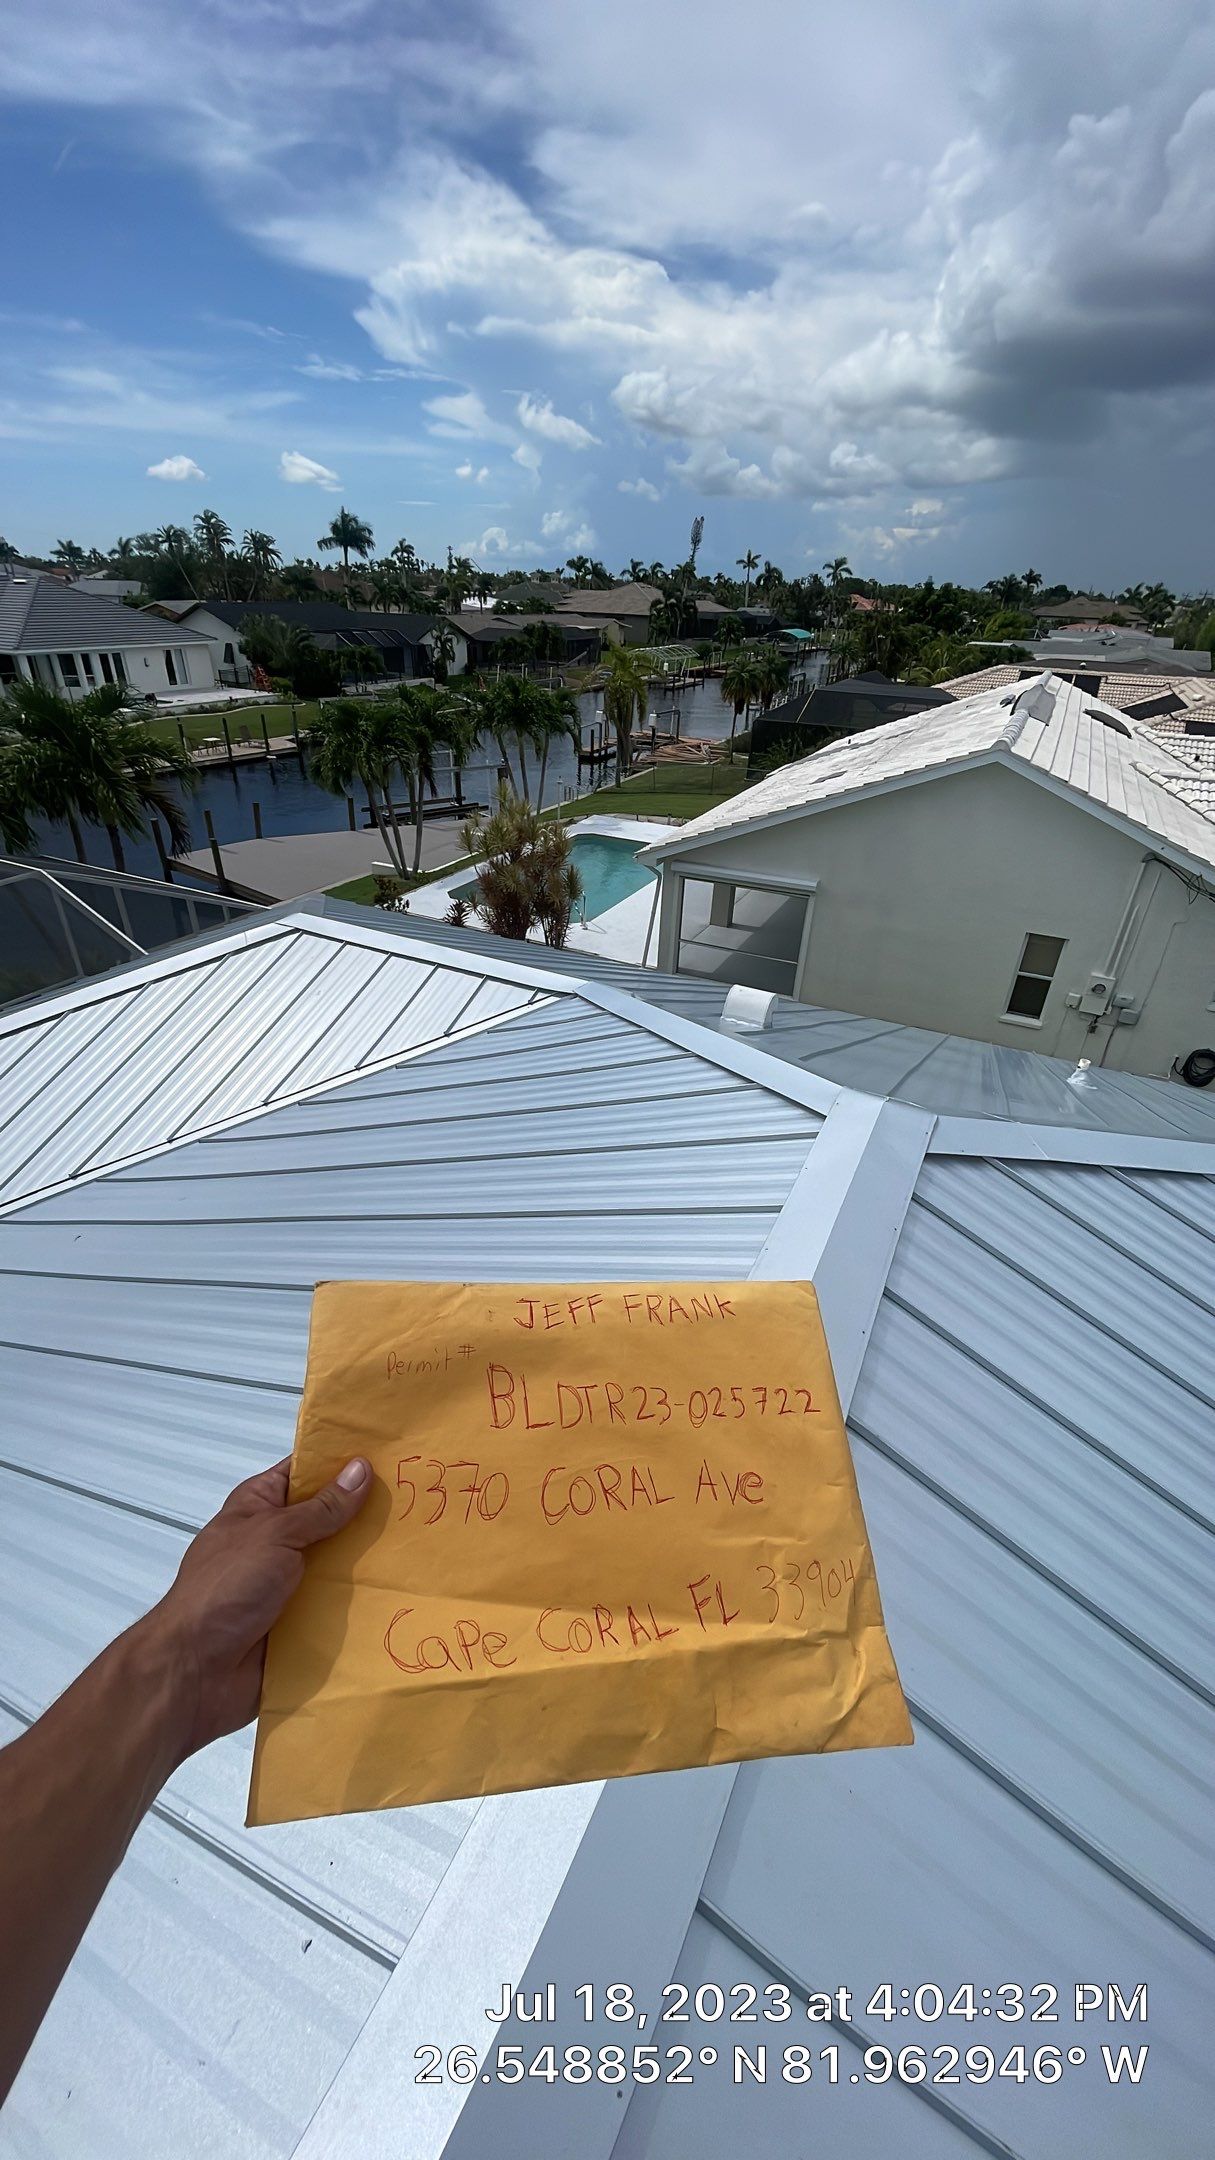 JEFF FRANK
Permit #
BLDTR23-025722
5370 CORAL Ave
CaPe CORAL FL 33904
Jul 18, 2023 at 4:04:32 PM
26.548852° N 81.962946° W